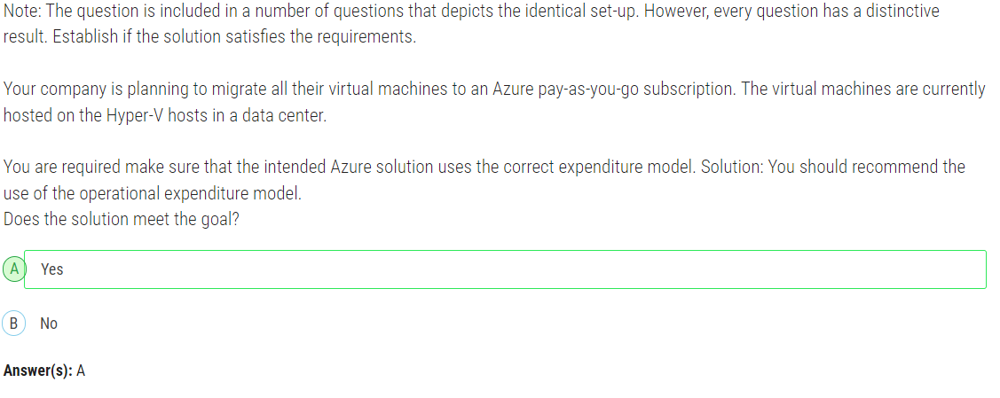 Note: The question is included in a number of questions that depicts the identical set-up. However, every question has a distinctive
result. Establish if the solution satisfies the requirements.
Your company is planning to migrate all their virtual machines to an Azure pay-as-you-go subscription. The virtual machines are currently
hosted on the Hyper-V hosts in a data center.
You are required make sure that the intended Azure solution uses the correct expenditure model. Solution: You should recommend the
use of the operational expenditure model.
Does the solution meet the goal?
A Yes
B No
Answer(s): A